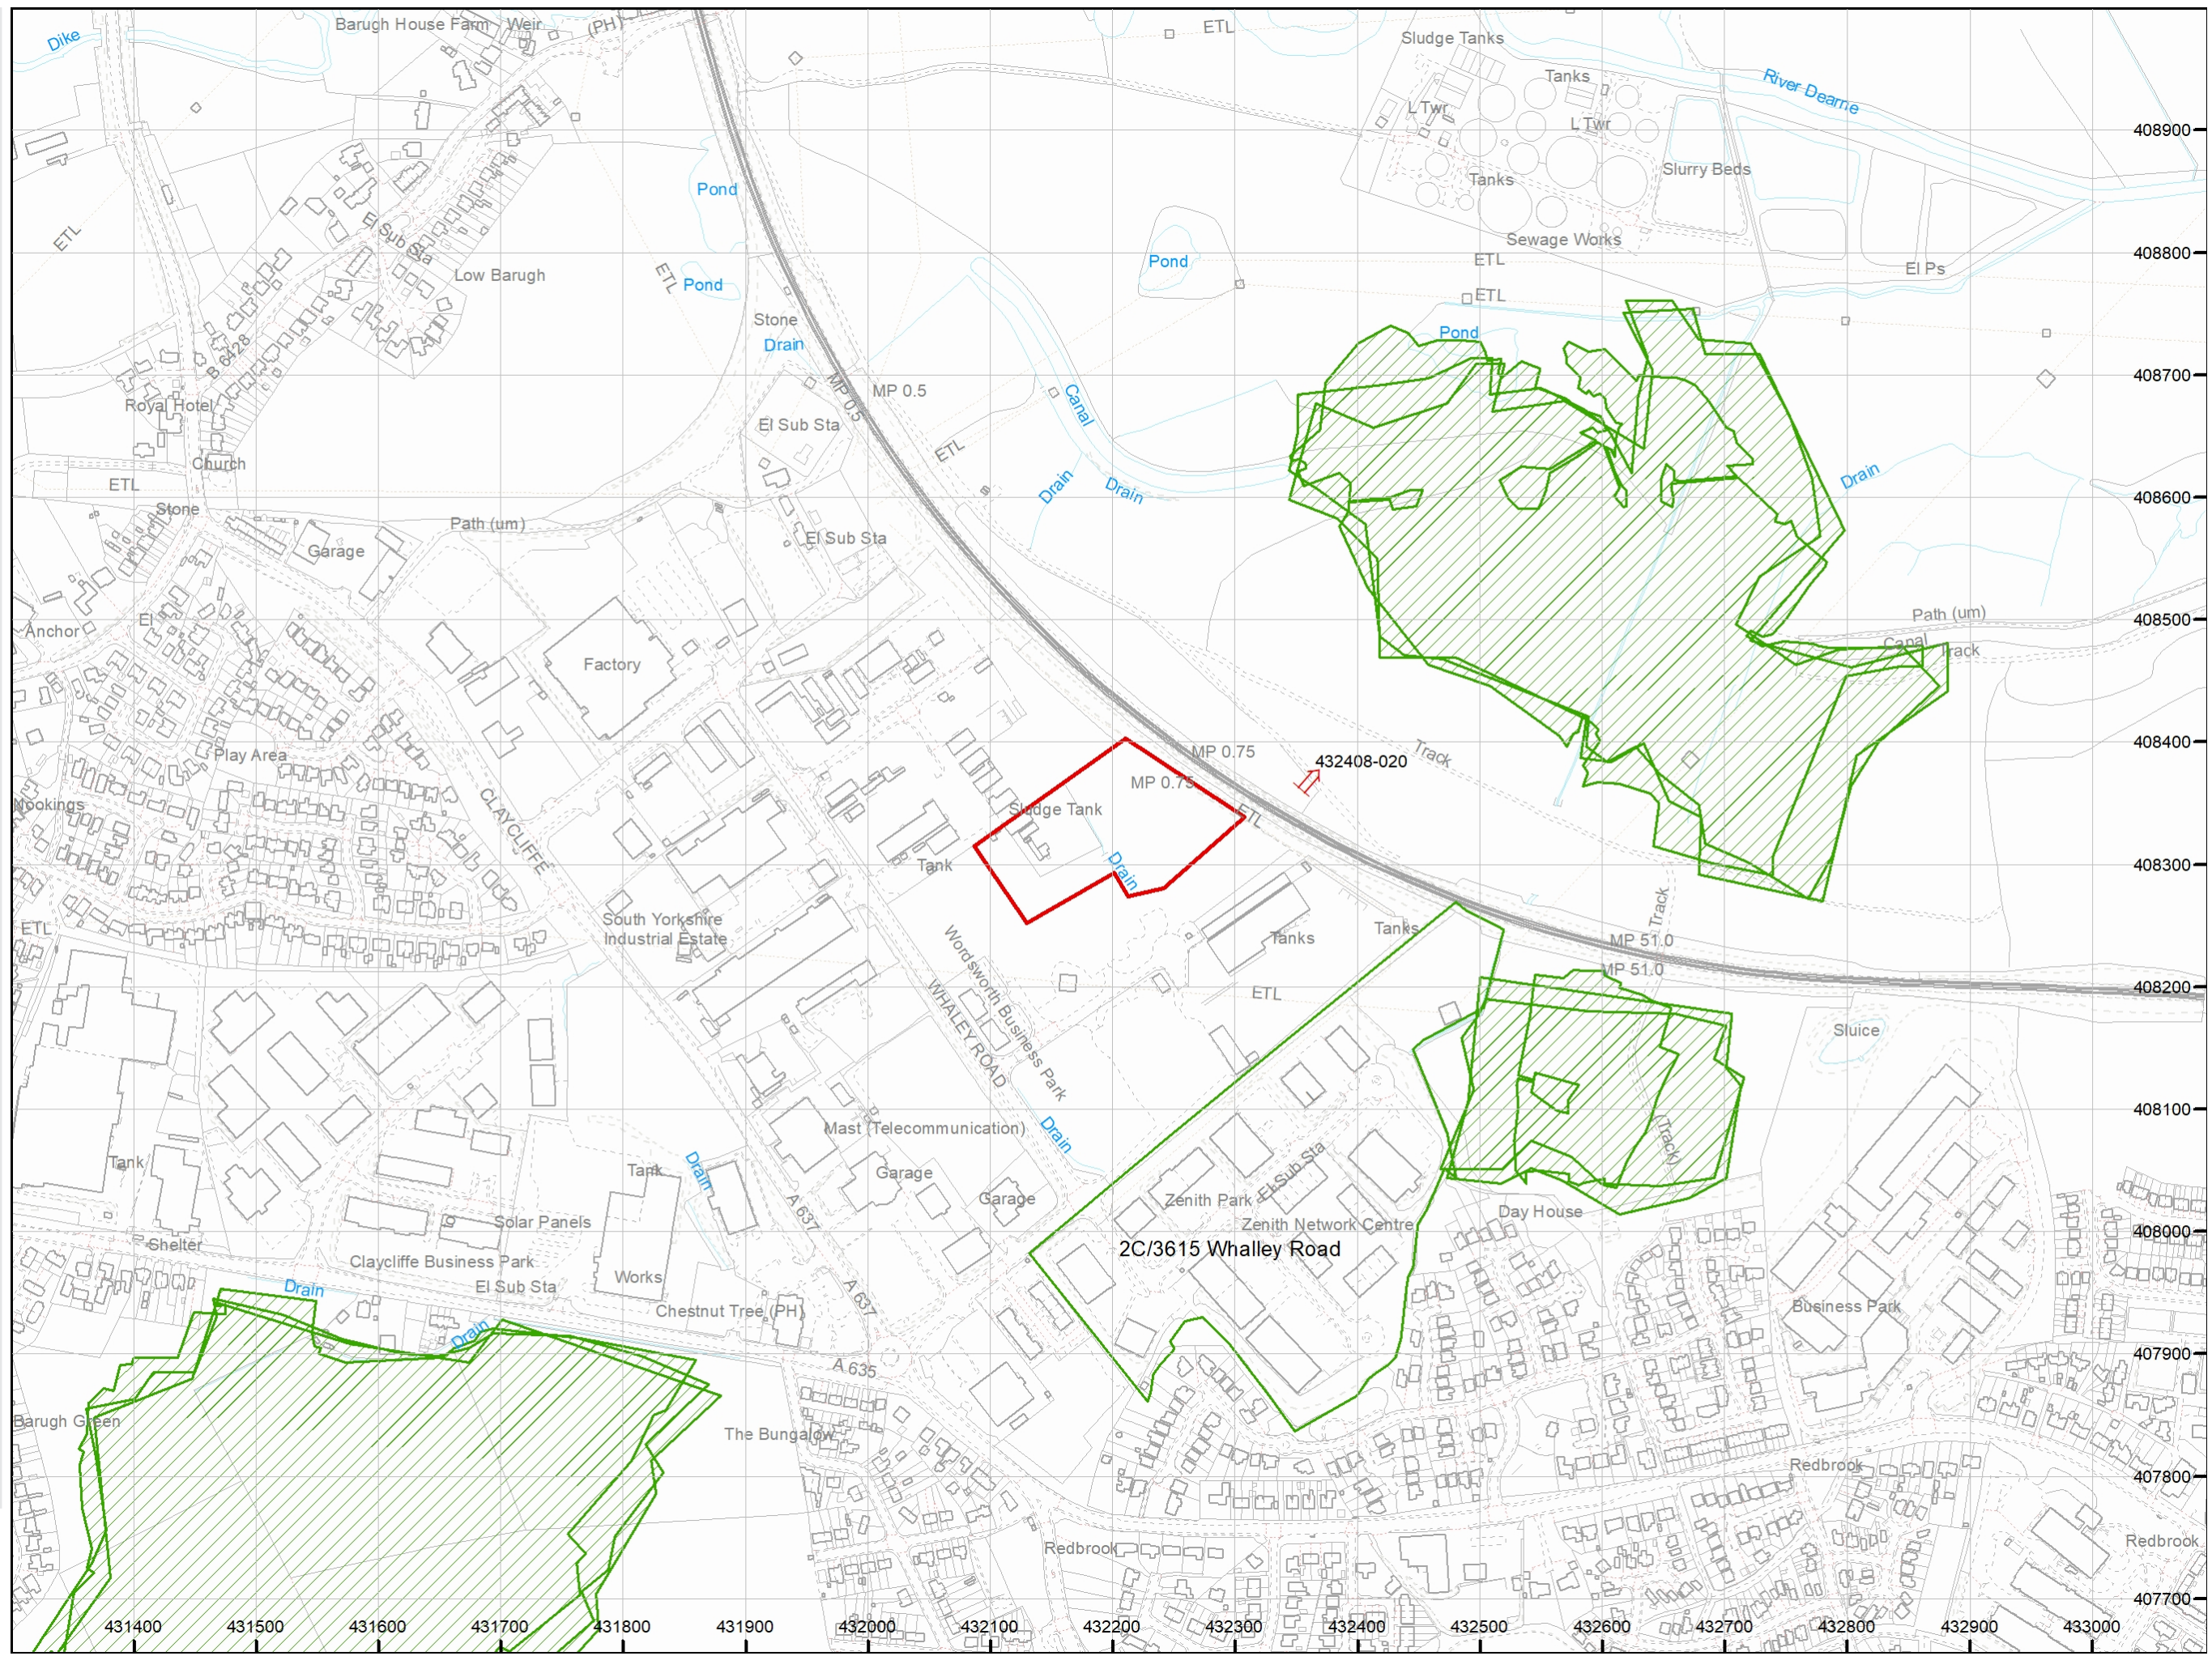 Barugh House Farm
Weir
(PH)
ETL
Sludge Tanks
Dike
Tanks
River Dearne
L Twr
L Twr
408900
Slurry Beds
Tanks
Pond
El Sub Sta
ETL
Sewage Works
408800
Low Barugh
ETL
Pond
Pond
ETL
El Ps
ETL
Stone
Drain
Pond
B 6428
MP 0.5
MP 0.5
408700
Royal Hotel
Canal
El Sub Sta
ETL
Church
ETL
Drain
Drain
Drain
408600
Stone
Path (um)
El Sub Sta
Garage
El
Anchor
Path (um)
408500
Canal
Track
Factory
Play Area
MP 0.75
432408-020
Track
408400
MP 0.75
Nookings
CLAYCLIFFE
Sludge Tank
ETL
Tank
Drain
408300
South Yorkshire
Industrial Estate
ETL
Track
Tanks
Tanks
MP 51.0
MP 51.0
Wordsworth Business Park
WHALEY ROAD
ETL
408200
Sluice
Mast (Telecommunication)
Drain
408100
(Track)
Tank
Tank
Drain
Garage
Garage
El Sub Sta
Zenith Park
A 637
Day House
Solar Panels
Zenith Network Centre
408000
Shelter
2C/3615 Whalley Road
Claycliffe Business Park
El Sub Sta
Works
Drain
A 637
Chestnut Tree (PH)
Business Park
Drain
A 635
407900
Barugh Green
The Bungalow
Redbrook
407800
Redbrook
Redbrook
407700
431400
431500
431600
431700
431800
431900
432000
432100
432200
432300
432400
432500
432600
432700
432800
432900
433000